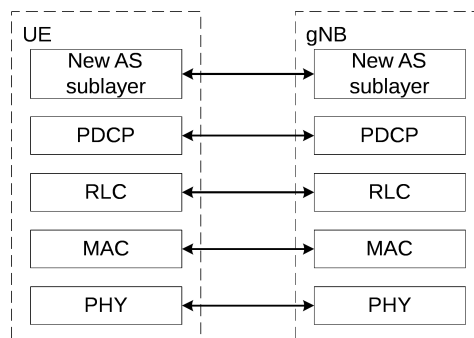 UE
gNB
New AS
sublayer
New AS
sublayer
PDCP
PDCP
RLC
RLC
MAC
MAC
PHY
PHY